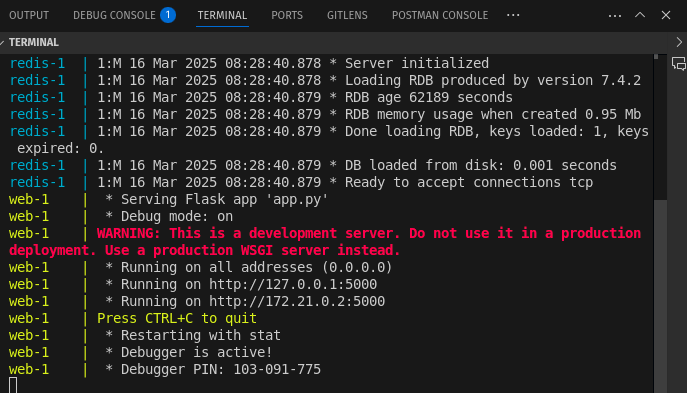 OUTPUT DEBUG CONSOLE 1 TERMINAL PORTS GITLENS POSTMAN CONSOLE ··· ···
TERMINAL
redis-1  | 1:M 16 Mar 2025 08:28:40.878 * Server initialized
redis-1  | 1:M 16 Mar 2025 08:28:40.878 * Loading RDB produced by version 7.4.2
redis-1  | 1:M 16 Mar 2025 08:28:40.879 * RDB age 62189 seconds
redis-1  | 1:M 16 Mar 2025 08:28:40.879 * RDB memory usage when created 0.95 Mb
redis-1  | 1:M 16 Mar 2025 08:28:40.879 * Done loading RDB, keys loaded: 1, keys
 expired: 0.
redis-1  | 1:M 16 Mar 2025 08:28:40.879 * DB loaded from disk: 0.001 seconds
redis-1  | 1:M 16 Mar 2025 08:28:40.879 * Ready to accept connections tcp
web-1    |  * Serving Flask app 'app.py'
web-1    |  * Debug mode: on
web-1    | WARNING: This is a development server. Do not use it in a production
deployment. Use a production WSGI server instead.
web-1    |  * Running on all addresses (0.0.0.0)
web-1    |  * Running on http://127.0.0.1:5000
web-1    |  * Running on http://172.21.0.2:5000
web-1    | Press CTRL+C to quit
web-1    |  * Restarting with stat
web-1    |  * Debugger is active!
web-1    |  * Debugger PIN: 103-091-775